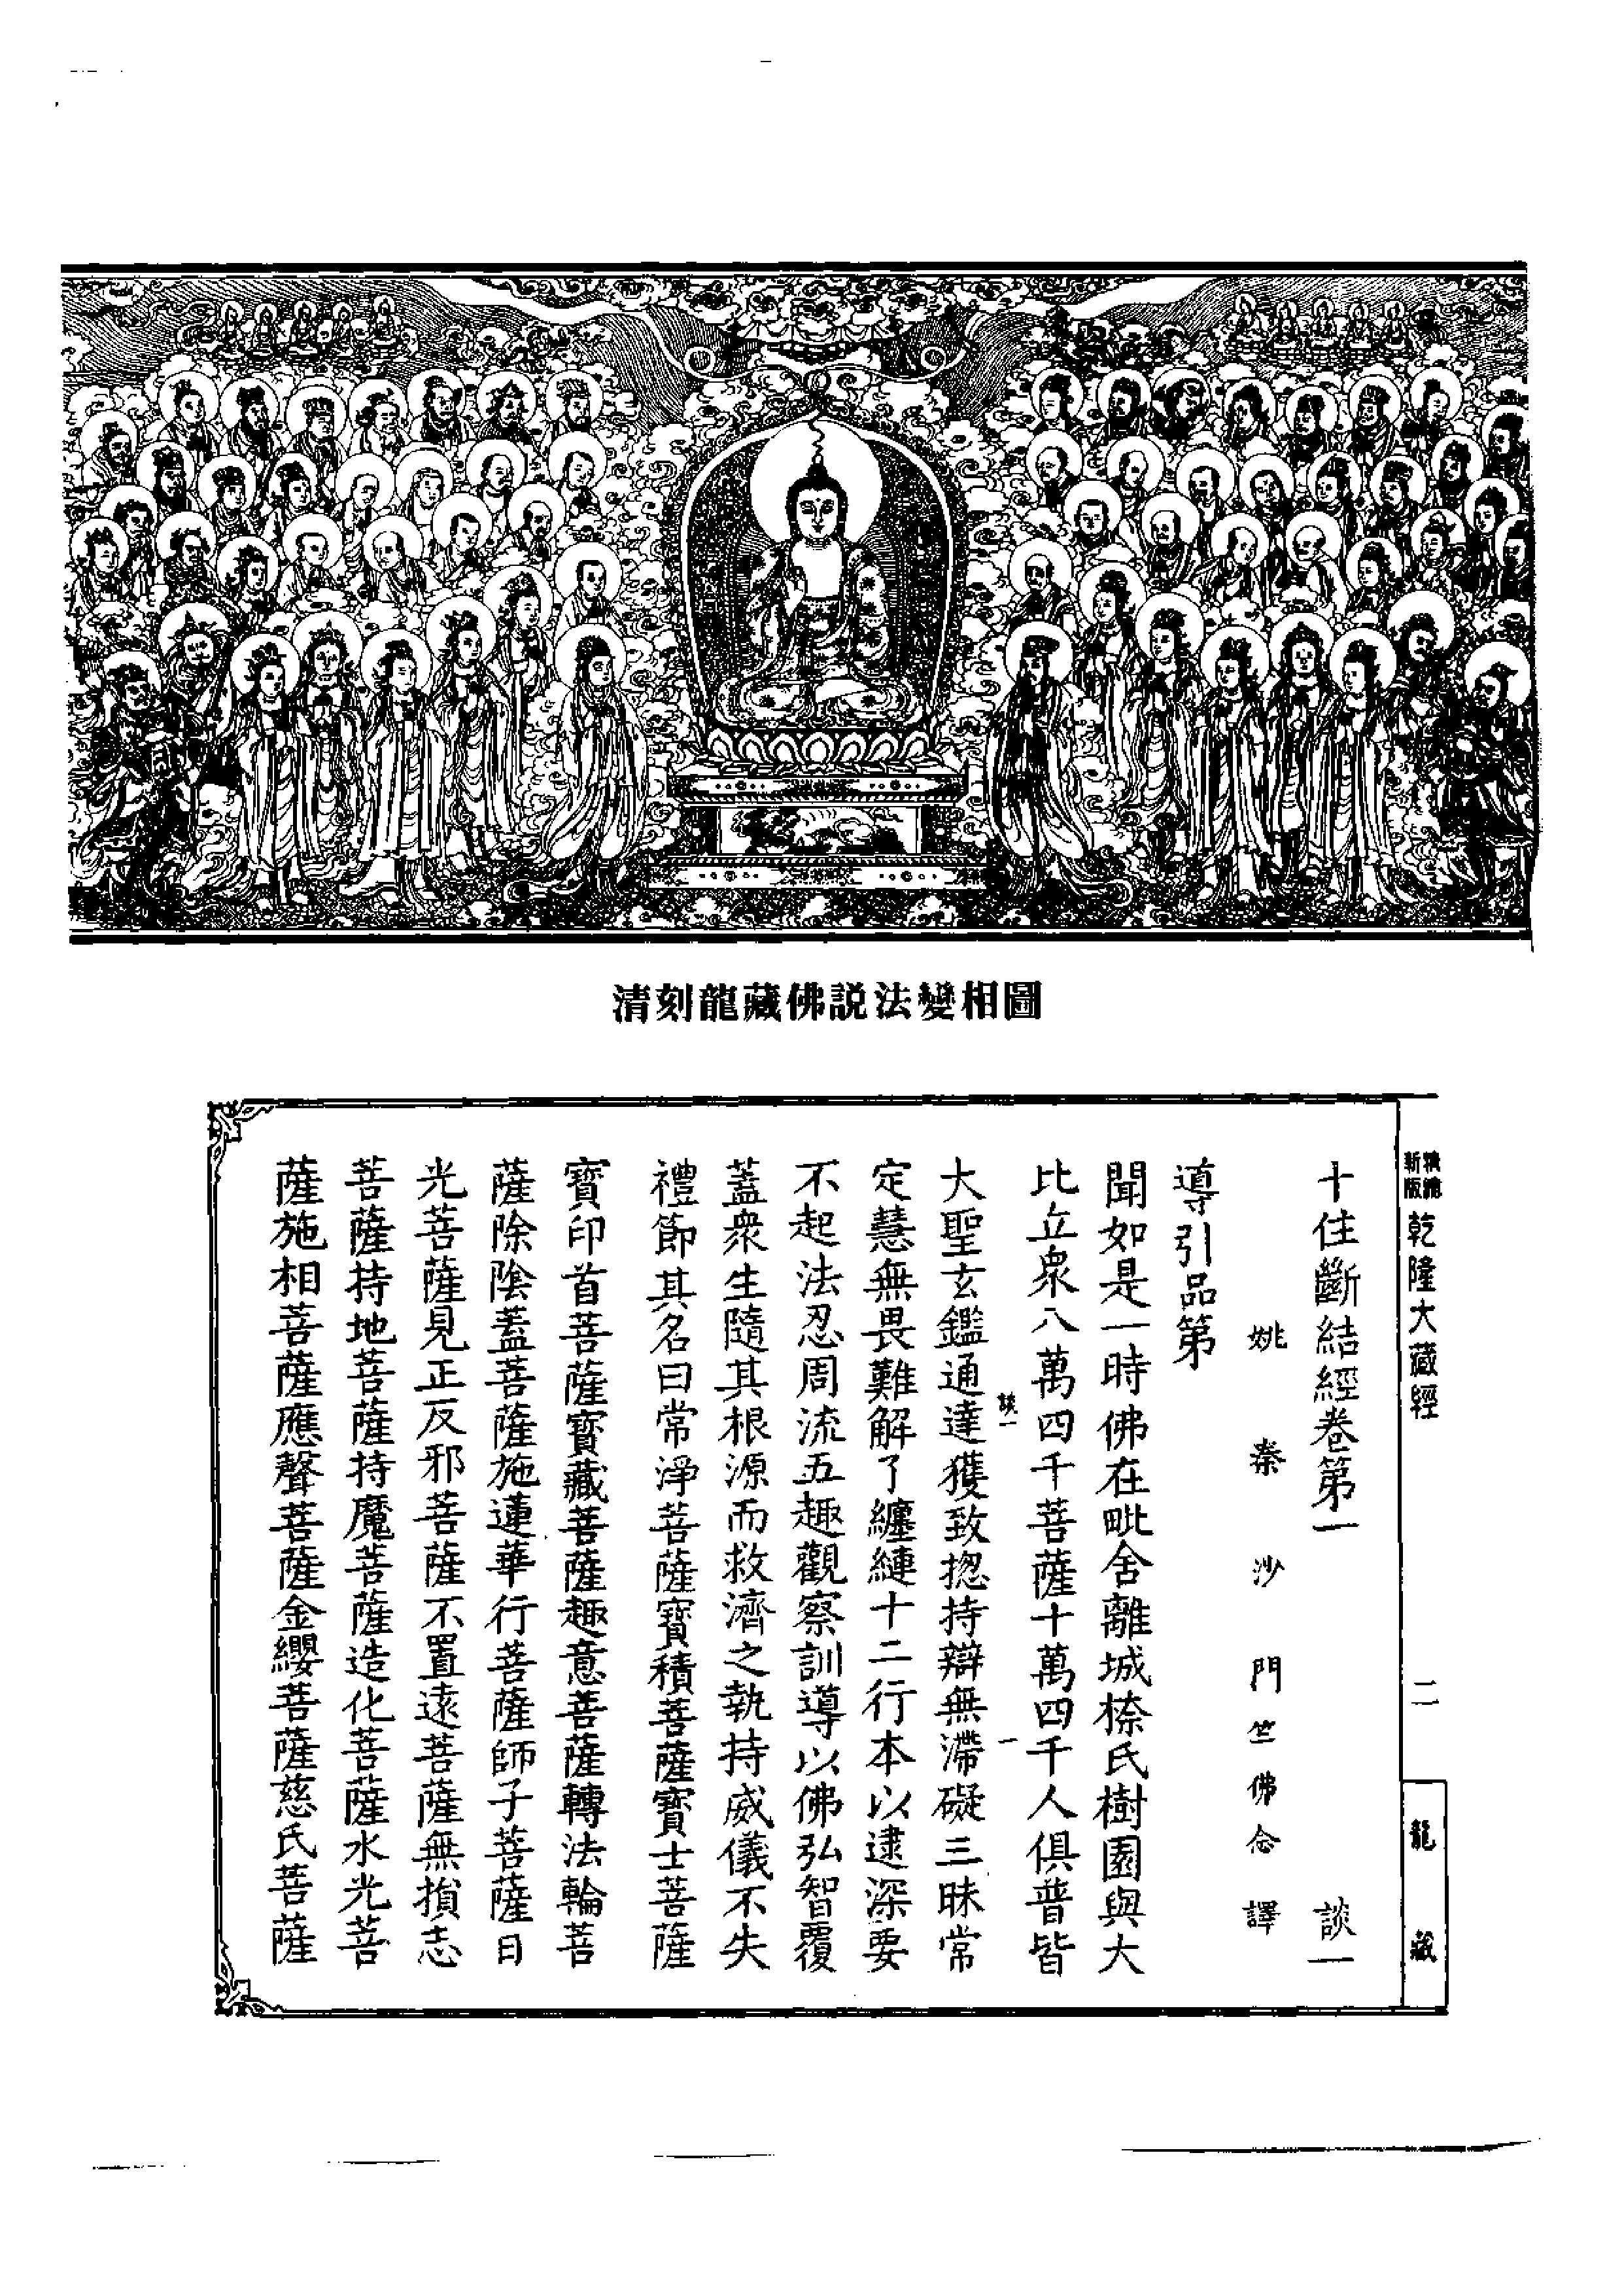 清刻龍藏佛説法變相圖
精縮新版
乾隆大藏經
二
龍藏
十住斷結經卷第一 談一
姚秦沙門竺佛念譯
導引品第一
聞如是一時佛在毗舍離城㮈氏樹園與大
比丘衆八萬四千菩薩十萬四千人俱普皆
談一
一
大聖玄鑑通達獲致揔持辯無滯礙三昧常
定慧無畏難解了纏縺十二行本以逮深要
不起法忍周流五趣觀察訓導以佛弘智覆
蓋衆生隨其根源而救濟之執持威儀不失
禮節其名曰常淨菩薩寶積菩薩寶士菩薩
寶印首菩薩寶藏菩薩趣意菩薩轉法輪菩
薩除陰蓋菩薩施蓮華行菩薩師子菩薩日
光菩薩見正反邪菩薩不置遠菩薩無損志
菩薩持地菩薩持魔菩薩造化菩薩水光菩
薩施相菩薩應聲菩薩金纓菩薩慈氏菩薩